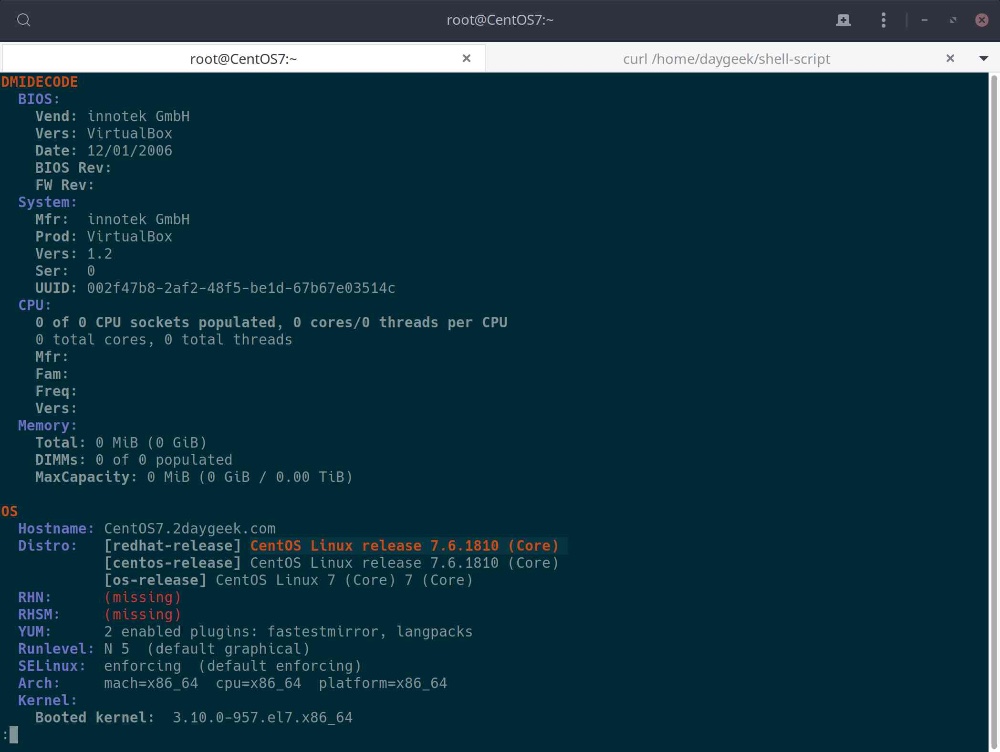 root@CentOS7:~
root@CentOS7:~
curl /home/daygeek/shell-script
DMIDECODE
BIOS:
Vend: innotek GmbH
Vers: VirtualBox
Date: 12/01/2006
BIOS Rev:
FW Rev:
System:
Mfr: innotek GmbH
Prod: VirtualBox
Vers: 1.2
Ser: 0
UUID: 002f47b8-2af2-48f5-be1d-67b67e03514c
CPU:
0 of 0 CPU sockets populated, 0 cores/0 threads per CPU
0 total cores, 0 total threads
Mfr:
Fam:
Freq:
Vers:
Memory:
Total: 0 MiB (0 GiB)
DIMMs: 0 of 0 populated
MaxCapacity: 0 MiB (0 GiB / 0.00 TiB)
OS
Hostname: CentOS7.2daygeek.com
Distro: [redhat-release] CentOS Linux release 7.6.1810 (Core)
[centos-release] CentOS Linux release 7.6.1810 (Core)
[os-release] CentOS Linux 7 (Core) 7 (Core)
RHN: (missing)
RHSM: (missing)
YUM: 2 enabled plugins: fastestmirror, langpacks
Runlevel: N 5 (default graphical)
SELinux: enforcing (default enforcing)
Arch: mach=x86_64 cpu=x86_64 platform=x86_64
Kernel:
Booted kernel: 3.10.0-957.el7.x86_64
: